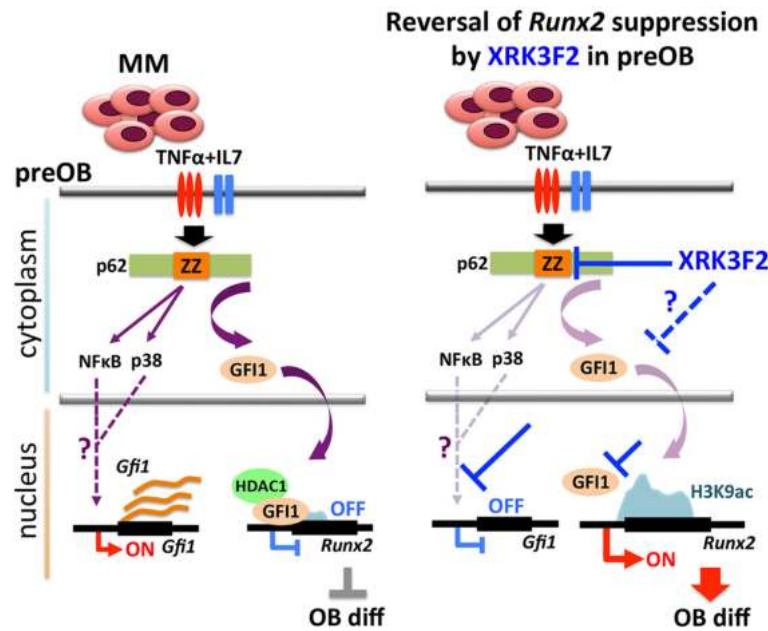 MM
TNFα+IL7
preOB
cytoplasm
p62
ZZ
NFκB
p38
GFI1
nucleus
?
Gfi1
ON
Gfi1
HDAC1
GFI1
OFF
Runx2
OB diff
Reversal of Runx2 suppression
by XRK3F2 in preOB
TNFα+IL7
p62
ZZ
XRK3F2
?
NFκB
p38
GFI1
?
OFF
Gfi1
GFI1
H3K9ac
ON
Runx2
OB diff